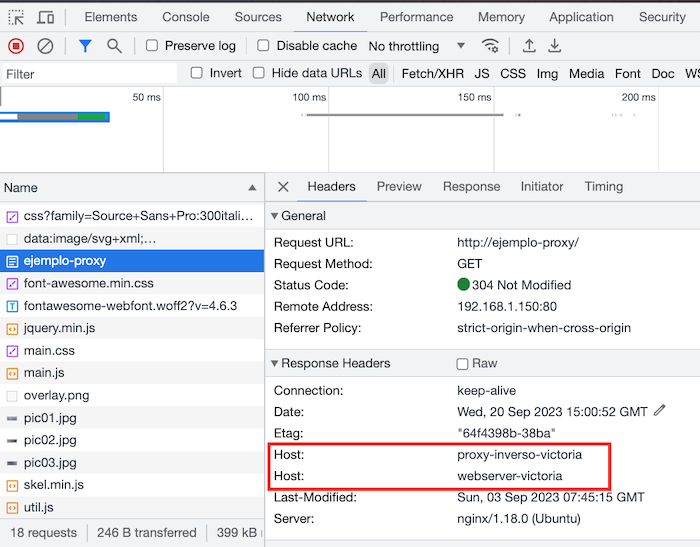 Elements Console Sources Network Performance Memory Application Security
Preserve log Disable cache No throttling
Filter Invert Hide data URLs All Fetch/XHR JS CSS Img Media Font Doc WS
50 ms 100 ms 150 ms 200 ms
Name
css?family=Source+Sans+Pro:300itali…
data:image/svg+xml;…
ejemplo-proxy
font-awesome.min.css
fontawesome-webfont.woff2?v=4.6.3
jquery.min.js
main.css
main.js
overlay.png
pic01.jpg
pic02.jpg
pic03.jpg
skel.min.js
util.js
18 requests 246 B transferred 399 kB
Headers Preview Response Initiator Timing
General
Request URL: http://ejemplo-proxy/
Request Method: GET
Status Code: 304 Not Modified
Remote Address: 192.168.1.150:80
Referrer Policy: strict-origin-when-cross-origin
Response Headers Raw
Connection: keep-alive
Date: Wed, 20 Sep 2023 15:00:52 GMT
Etag: "64f4398b-38ba"
Host: proxy-inverso-victoria
Host: webserver-victoria
Last-Modified: Sun, 03 Sep 2023 07:45:15 GMT
Server: nginx/1.18.0 (Ubuntu)